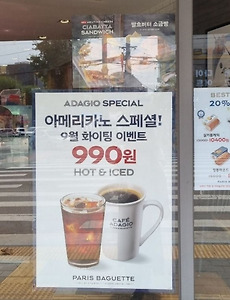 CIABATTA
SANDWICH
ADAGIO SPECIAL
아메리카노 스페셜!
9월 화이팅 이벤트
990원
HOT & ICED
CAFÉ
ADAGIO
PARIS BAGUETTE
BEST
20%